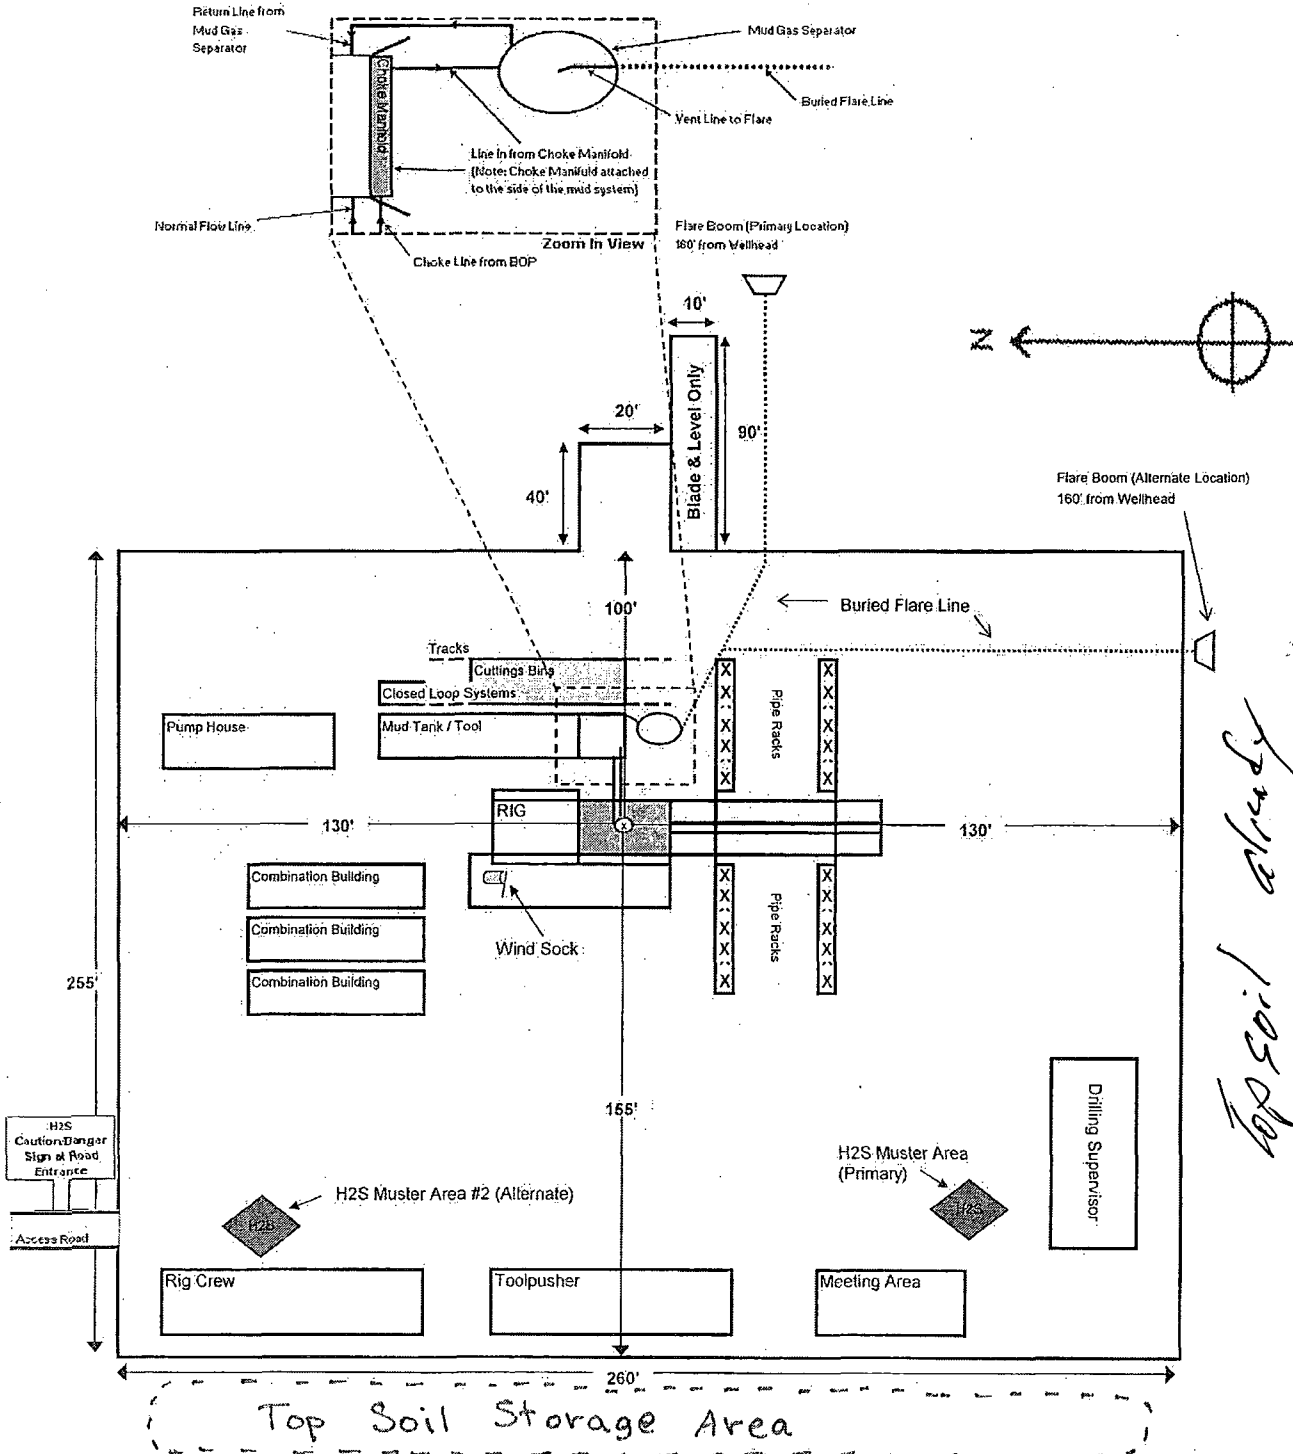 Return Line from
Mud Gas
Separator
Mud Gas Separator
Buried Flare Line
Vent Line to Flare
Choke Manifold
Line In from Choke Manifold
(Note: Choke Manifold attached
to the side of the mud system)
Normal Flow Line
Choke Line from BOP
Zoom In View
Flare Boom (Primary Location)
160' from Wellhead
10'
N
20'
Blade & Level Only
90'
40'
Flare Boom (Alternate Location)
160' from Wellhead
100'
Buried Flare Line
Tracks
Cuttings Bins
Closed Loop Systems
Pump House
Mud Tank / Tool
X
X
X
X
X
Pipe Racks
X
X
X
X
X
RIG
130'
x
130'
Combination Building
Combination Building
Combination Building
Wind Sock
X
X
X
X
X
Pipe Racks
X
X
X
X
X
255'
Top Soil already
155'
Drilling Supervisor
H2S
Caution/Danger
Sign at Road
Entrance
Access Road
H2S Muster Area #2 (Alternate)
H2S
H2S Muster Area
(Primary)
H2S
Rig Crew
Toolpusher
Meeting Area
260'
Top Soil Storage Area